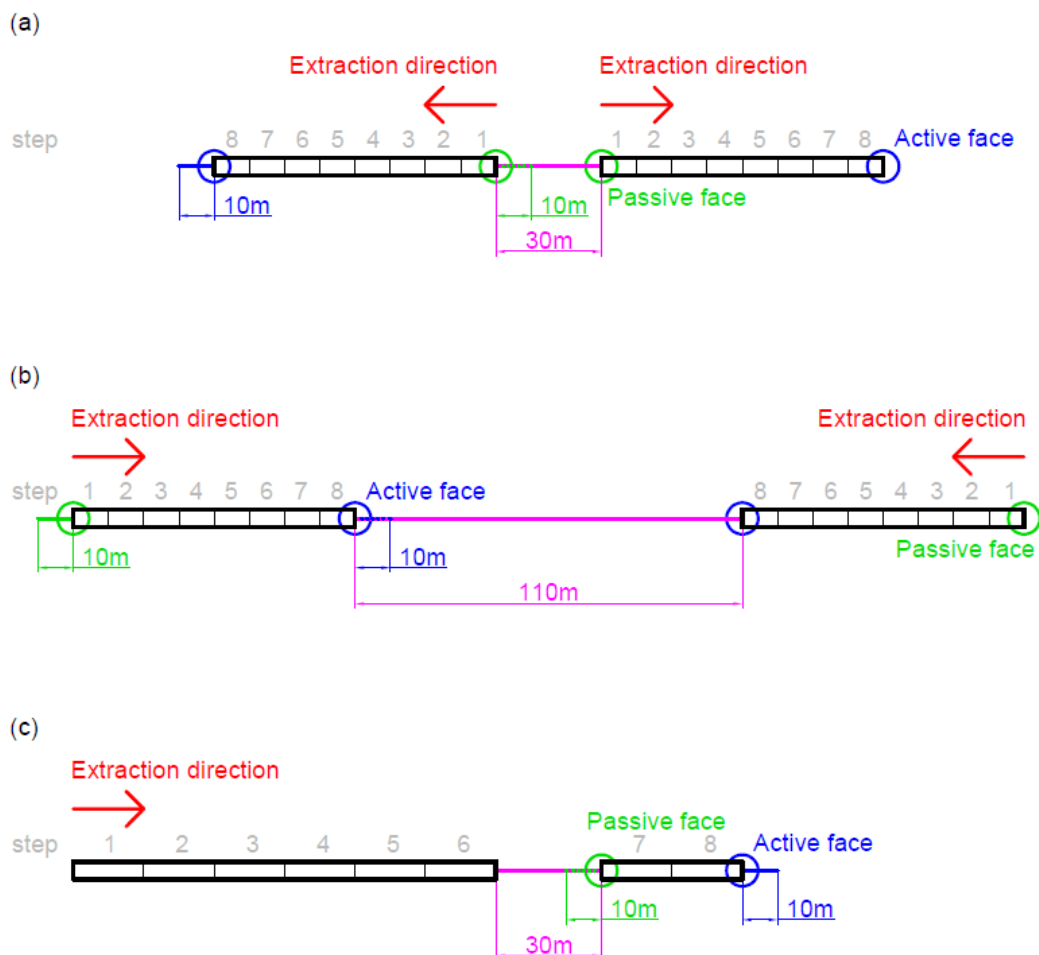 (a)
Extraction direction Extraction direction
step 8 7 6 5 4 3 2 1 1 2 3 4 5 6 7 8 Active face
Passive face
10m 10m
30m
(b)
Extraction direction Extraction direction
step 1 2 3 4 5 6 7 8 Active face 8 7 6 5 4 3 2 1
Passive face
10m 10m
110m
(c)
Extraction direction
Passive face
step 1 2 3 4 5 6 7 8 Active face
10m 10m
30m